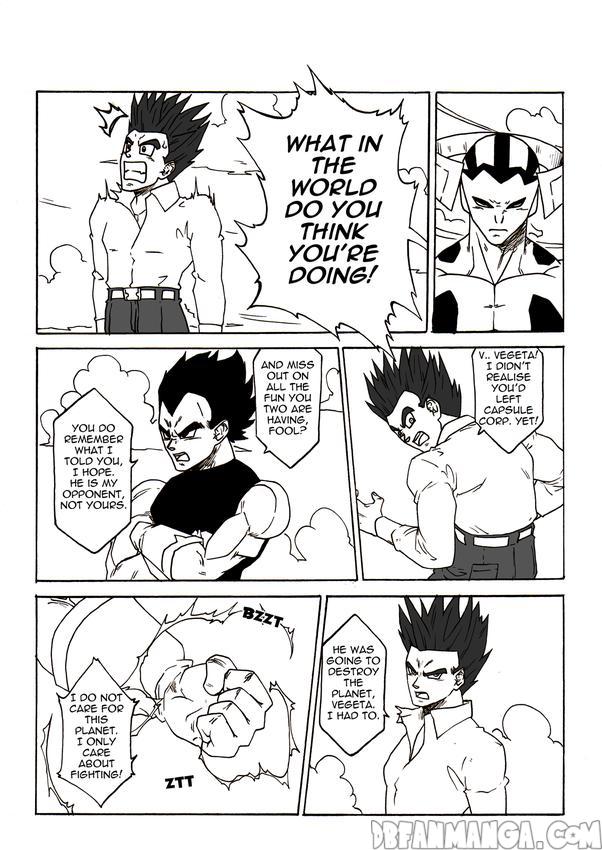 WHAT IN
THE
WORLD
DO YOU
THINK
YOU'RE
DOING!
V.. VEGETA!
I DIDN'T
REALISE
YOU'D
LEFT
CAPSULE
CORP. YET!
AND MISS
OUT ON
ALL THE
FUN YOU
TWO ARE
HAVING,
FOOL?
YOU DO
REMEMBER
WHAT I
TOLD YOU,
I HOPE.
HE IS MY
OPPONENT,
NOT YOURS.
HE WAS
GOING TO
DESTROY
THE
PLANET,
VEGETA.
I HAD TO.
BZZT
I DO NOT
CARE FOR
THIS
PLANET.
I ONLY
CARE
ABOUT
FIGHTING!
ZTT
DBFANMANGA.COM